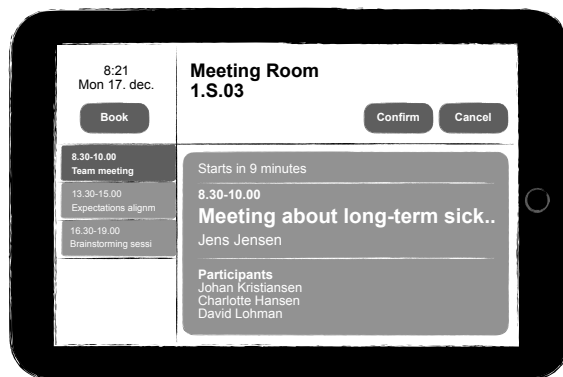 8:21
Mon 17. dec.
Book
Meeting Room
1.S.03
Confirm
Cancel
8.30-10.00
Team meeting
13.30-15.00
Expectations alignm
16.30-19.00
Brainstorming sessi
Starts in 9 minutes
8.30-10.00
Meeting about long-term sick..
Jens Jensen
Participants
Johan Kristiansen
Charlotte Hansen
David Lohman